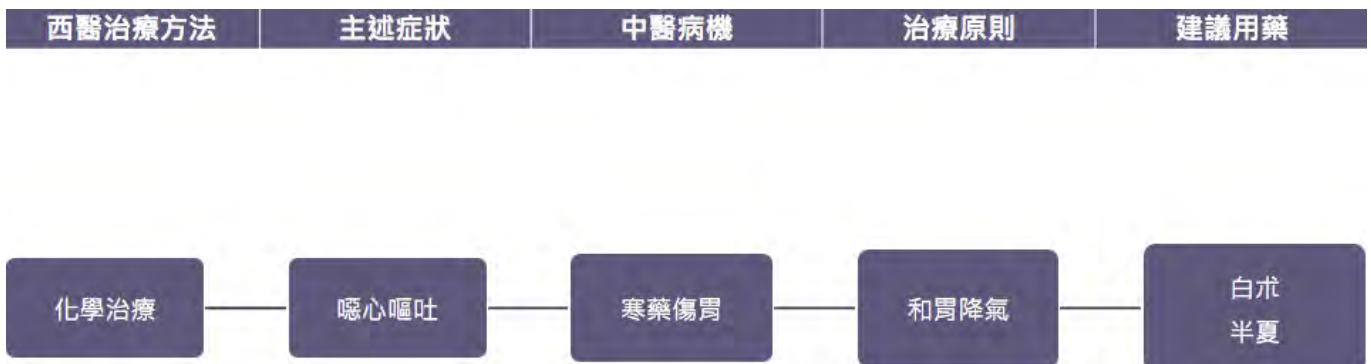 西醫治療方法 主述症狀 中醫病機 治療原則 建議用藥
化學治療 噁心嘔吐 寒藥傷胃 和胃降氣 白朮
半夏